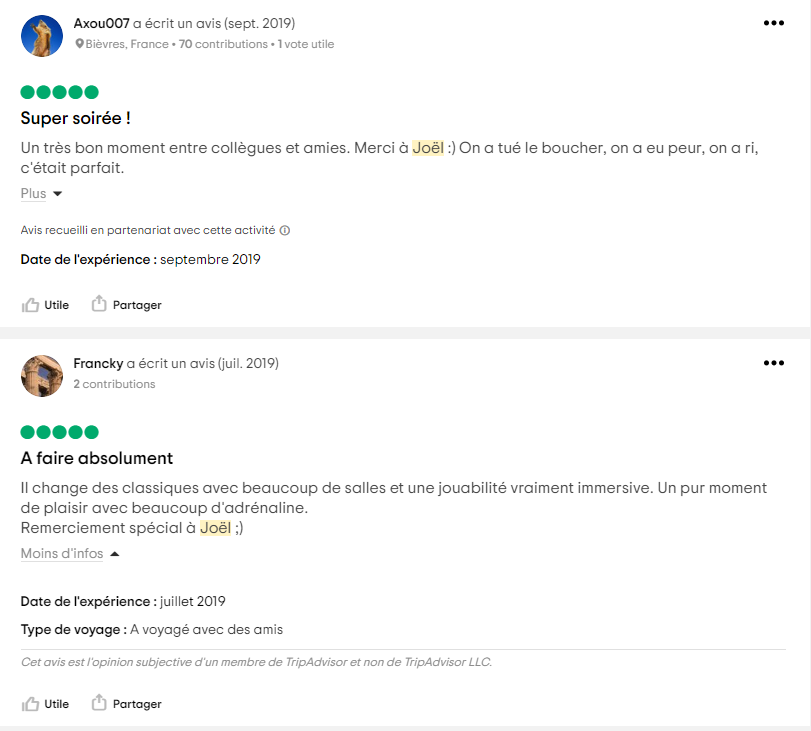 Axou007 a écrit un avis (sept. 2019)
Bièvres, France • 70 contributions • 1 vote utile
Super soirée !
Un très bon moment entre collègues et amies. Merci à Joël :) On a tué le boucher, on a eu peur, on a ri,
c'était parfait.
Plus
Avis recueilli en partenariat avec cette activité
Date de l'expérience : septembre 2019
Utile Partager
Francky a écrit un avis (juil. 2019)
2 contributions
A faire absolument
Il change des classiques avec beaucoup de salles et une jouabilité vraiment immersive. Un pur moment
de plaisir avec beaucoup d'adrénaline.
Remerciement spécial à Joël ;)
Moins d'infos
Date de l'expérience : juillet 2019
Type de voyage : A voyagé avec des amis
Cet avis est l'opinion subjective d'un membre de TripAdvisor et non de TripAdvisor LLC.
Utile Partager